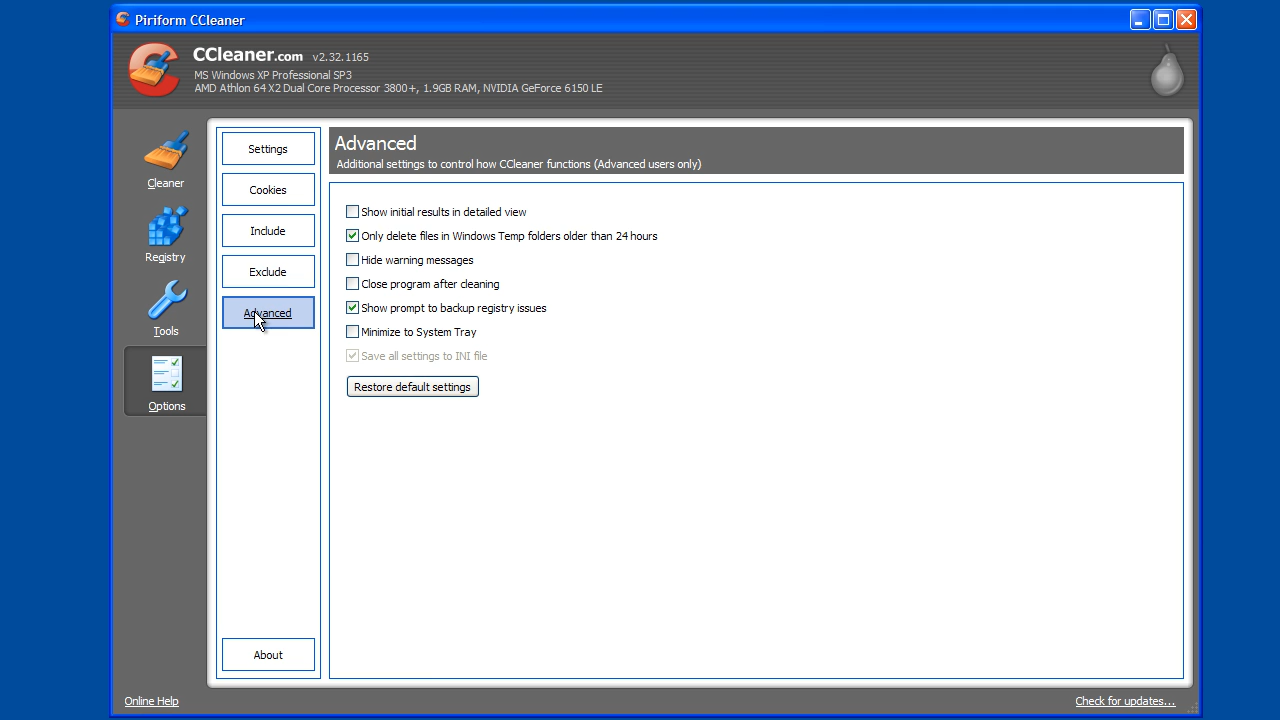 Piriform CCleaner
CCleaner.com v2.32.1165
MS Windows XP Professional SP3
AMD Athlon 64 X2 Dual Core Processor 3800+, 1.9GB RAM, NVIDIA GeForce 6150 LE
Cleaner
Registry
Tools
Options
Settings
Cookies
Include
Exclude
Advanced
About
Advanced
Additional settings to control how CCleaner functions (Advanced users only)
Show initial results in detailed view
Only delete files in Windows Temp folders older than 24 hours
Hide warning messages
Close program after cleaning
Show prompt to backup registry issues
Minimize to System Tray
Save all settings to INI file
Restore default settings
Online Help
Check for updates...